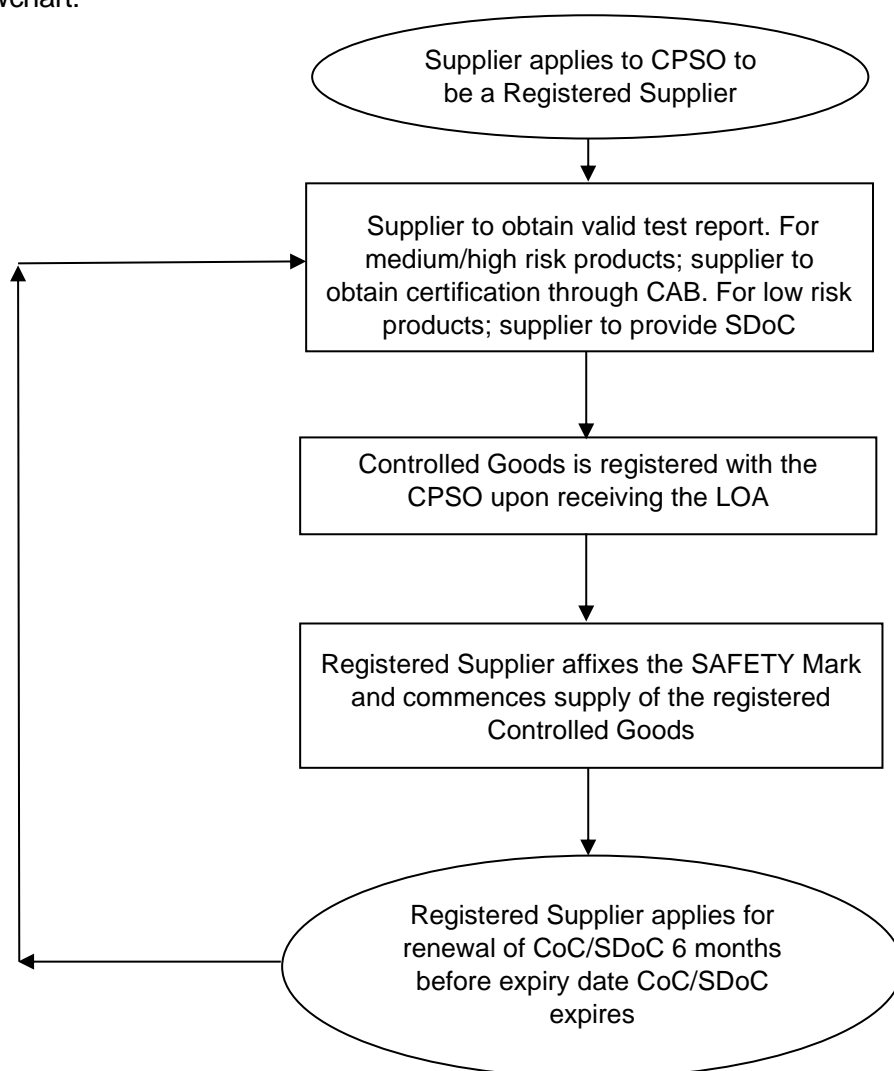 wchart.
Supplier applies to CPSO to
be a Registered Supplier
Supplier to obtain valid test report. For
medium/high risk products; supplier to
obtain certification through CAB. For low risk
products; supplier to provide SDoC
Controlled Goods is registered with the
CPSO upon receiving the LOA
Registered Supplier affixes the SAFETY Mark
and commences supply of the registered
Controlled Goods
Registered Supplier applies for
renewal of CoC/SDoC 6 months
before expiry date CoC/SDoC
expires